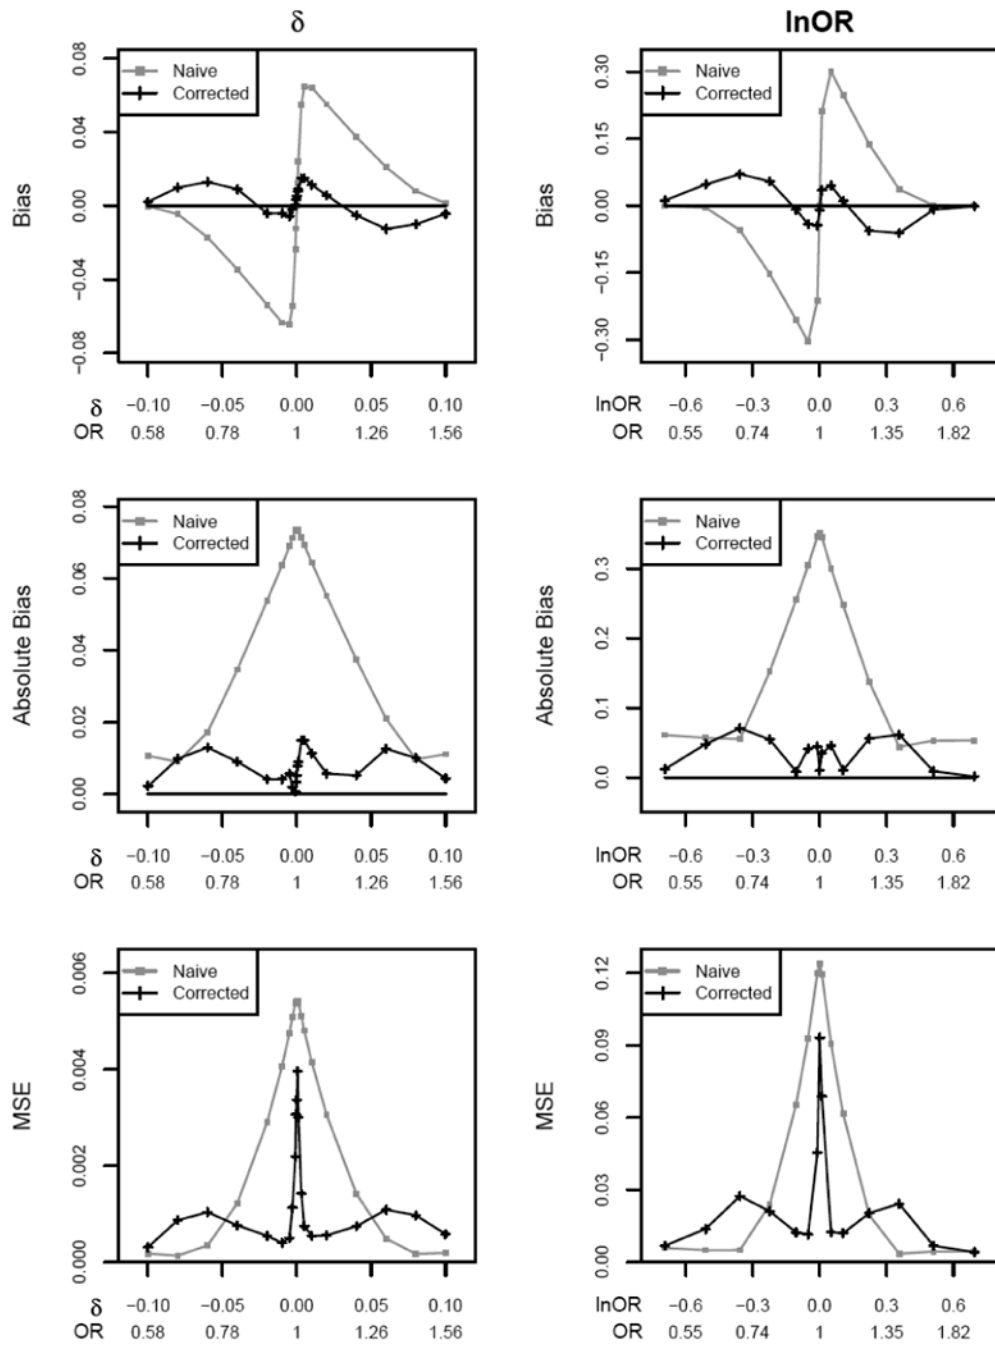 δ
lnOR
Bias
0.08
0.04
0.00
−0.04
−0.08
Naive
Corrected
δ −0.10 −0.05 0.00 0.05 0.10
OR 0.58 0.78 1 1.26 1.56
Bias
0.30
0.15
0.00
−0.15
−0.30
Naive
Corrected
lnOR −0.6 −0.3 0.0 0.3 0.6
OR 0.55 0.74 1 1.35 1.82
Absolute Bias
0.08
0.06
0.04
0.02
0.00
Naive
Corrected
δ −0.10 −0.05 0.00 0.05 0.10
OR 0.58 0.78 1 1.26 1.56
Absolute Bias
0.3
0.2
0.1
0.0
Naive
Corrected
lnOR −0.6 −0.3 0.0 0.3 0.6
OR 0.55 0.74 1 1.35 1.82
MSE
0.006
0.004
0.002
0.000
Naive
Corrected
δ −0.10 −0.05 0.00 0.05 0.10
OR 0.58 0.78 1 1.26 1.56
MSE
0.12
0.09
0.06
0.03
0.00
Naive
Corrected
lnOR −0.6 −0.3 0.0 0.3 0.6
OR 0.55 0.74 1 1.35 1.82